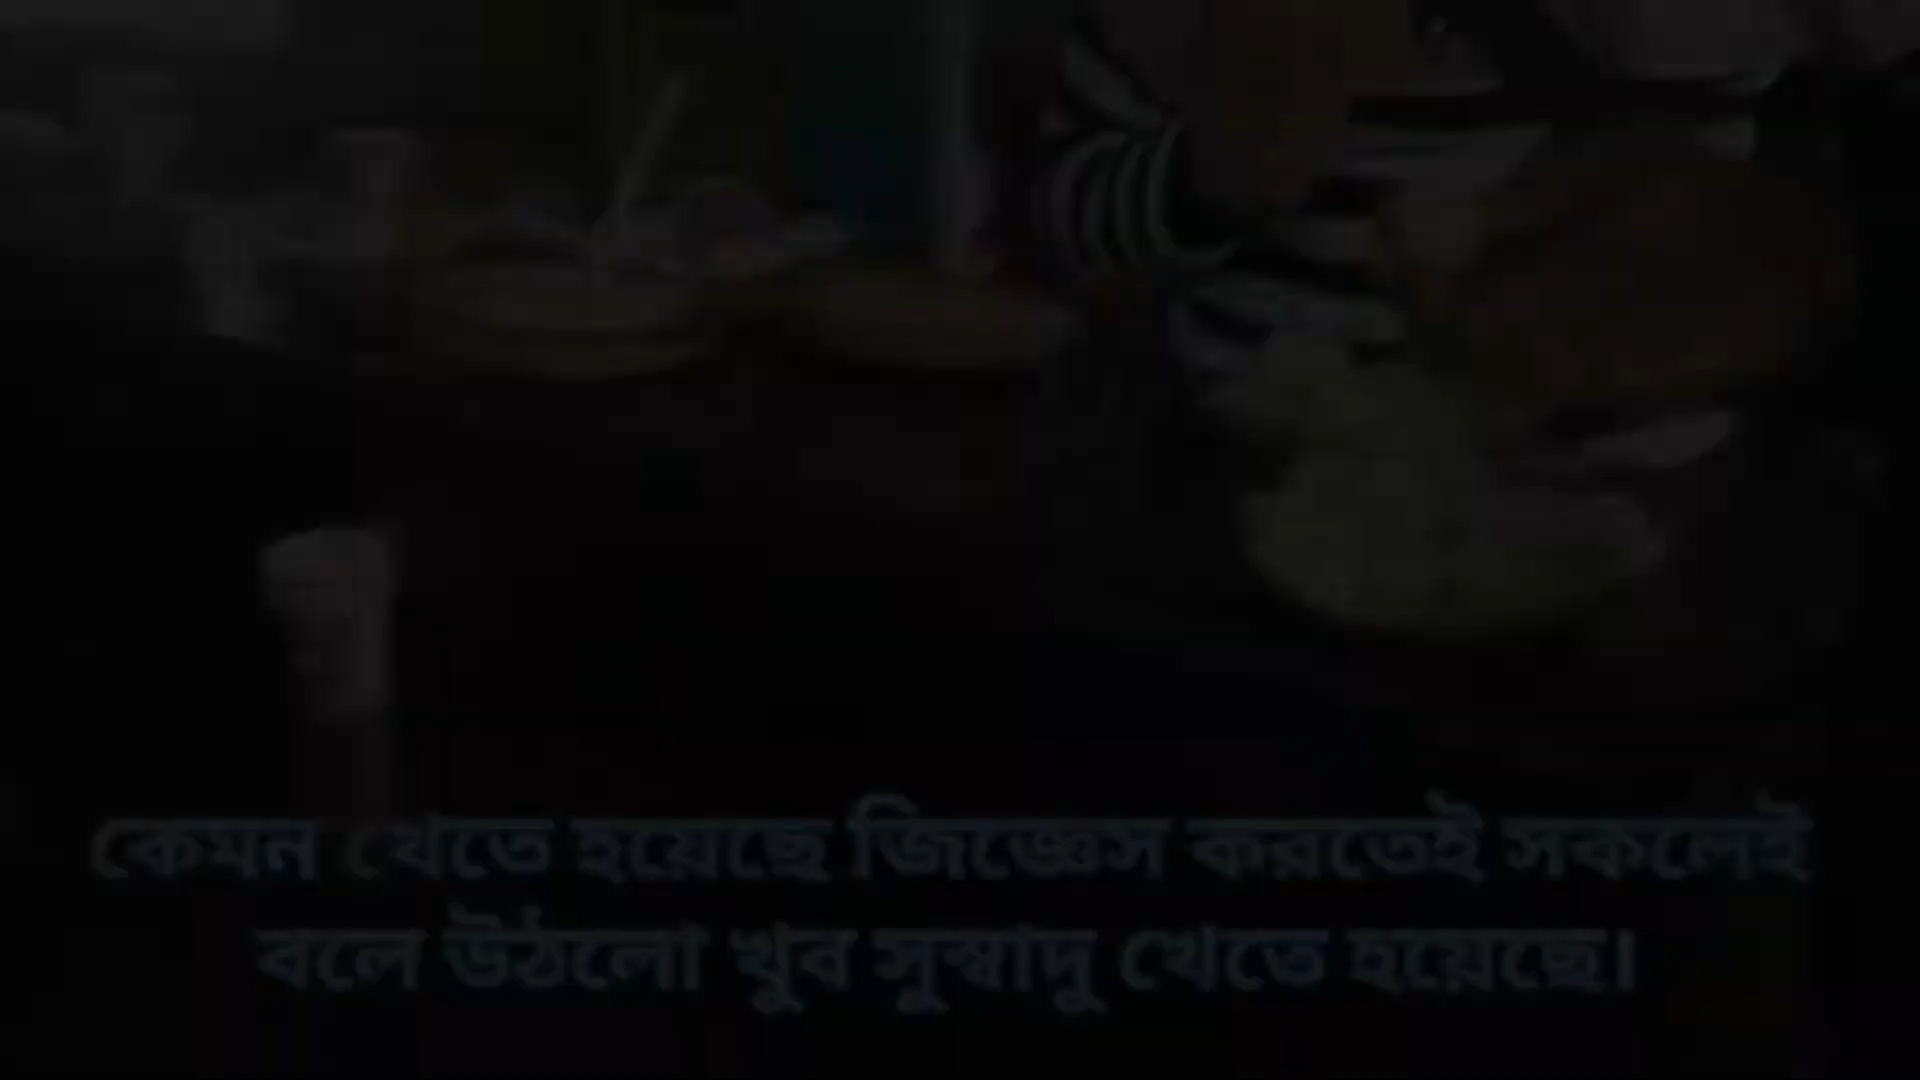 কেমন খেতে হয়েছে জিজ্ঞেস করতেই সকলেই
বলে উঠলো খুব সুস্বাদু খেতে হয়েছে।